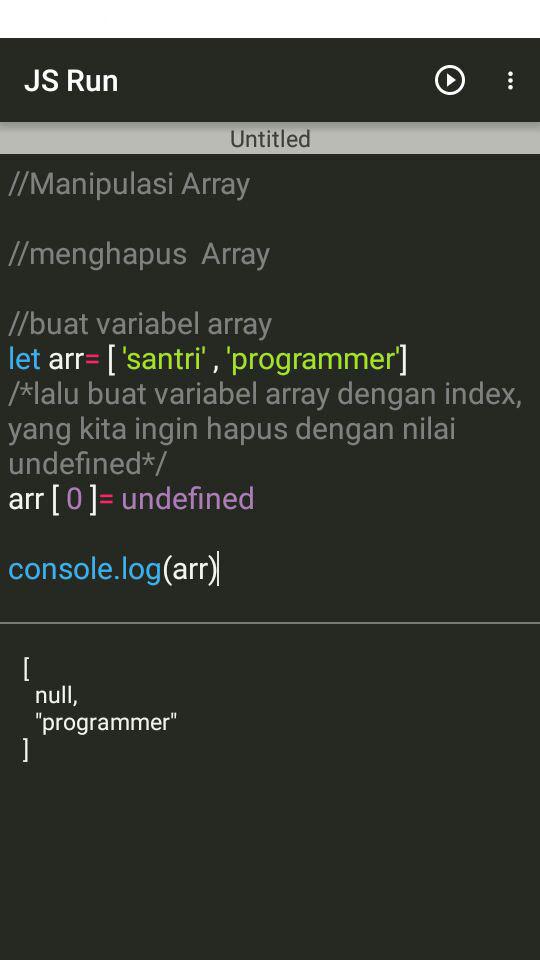 JS Run
Untitled
//Manipulasi Array
//menghapus  Array
//buat variabel array
let arr= [ 'santri' , 'programmer']
/*lalu buat variabel array dengan index,
yang kita ingin hapus dengan nilai
undefined*/
arr [ 0 ]= undefined
console.log(arr)
[
null,
"programmer"
]